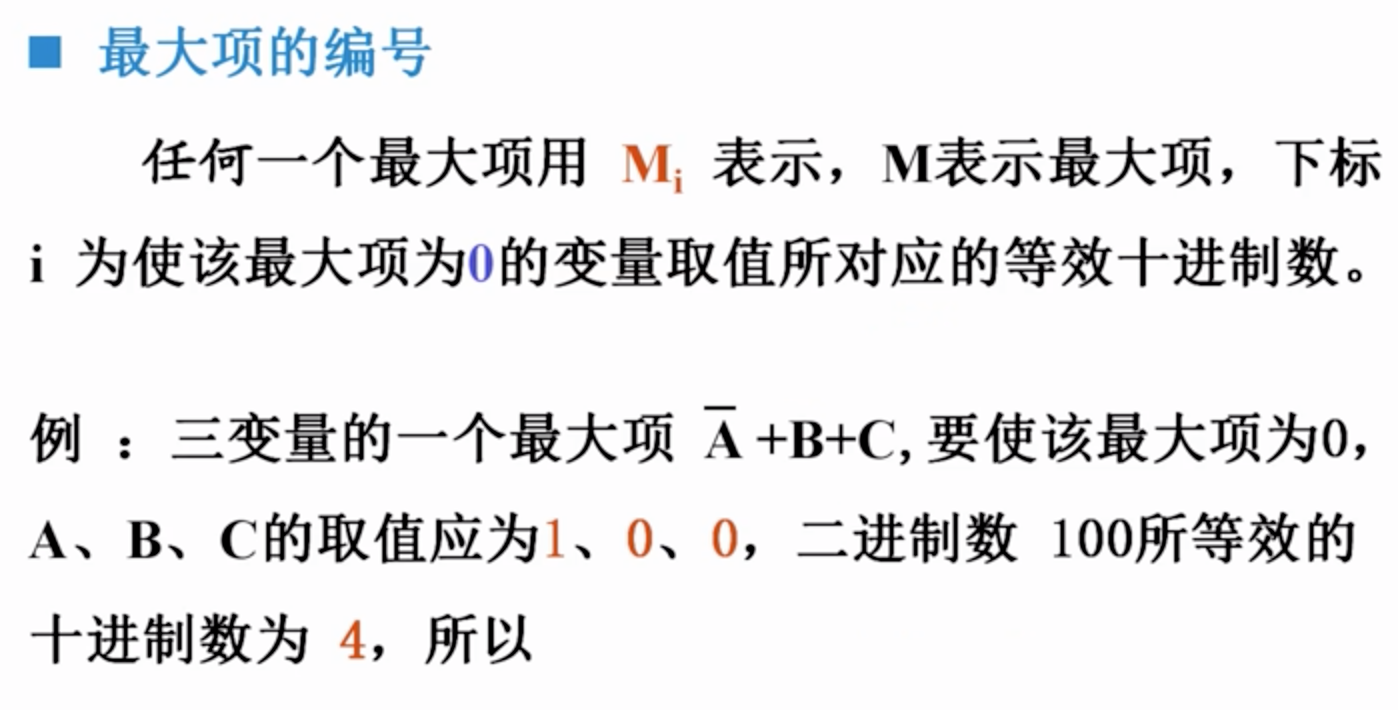 ■ 最大项的编号
任何一个最大项用 Mᵢ 表示，M表示最大项，下标
i 为使该最大项为0的变量取值所对应的等效十进制数。
例 ：三变量的一个最大项 A̅ +B+C, 要使该最大项为0，
A、B、C的取值应为1、0、0，二进制数 100所等效的
十进制数为 4，所以